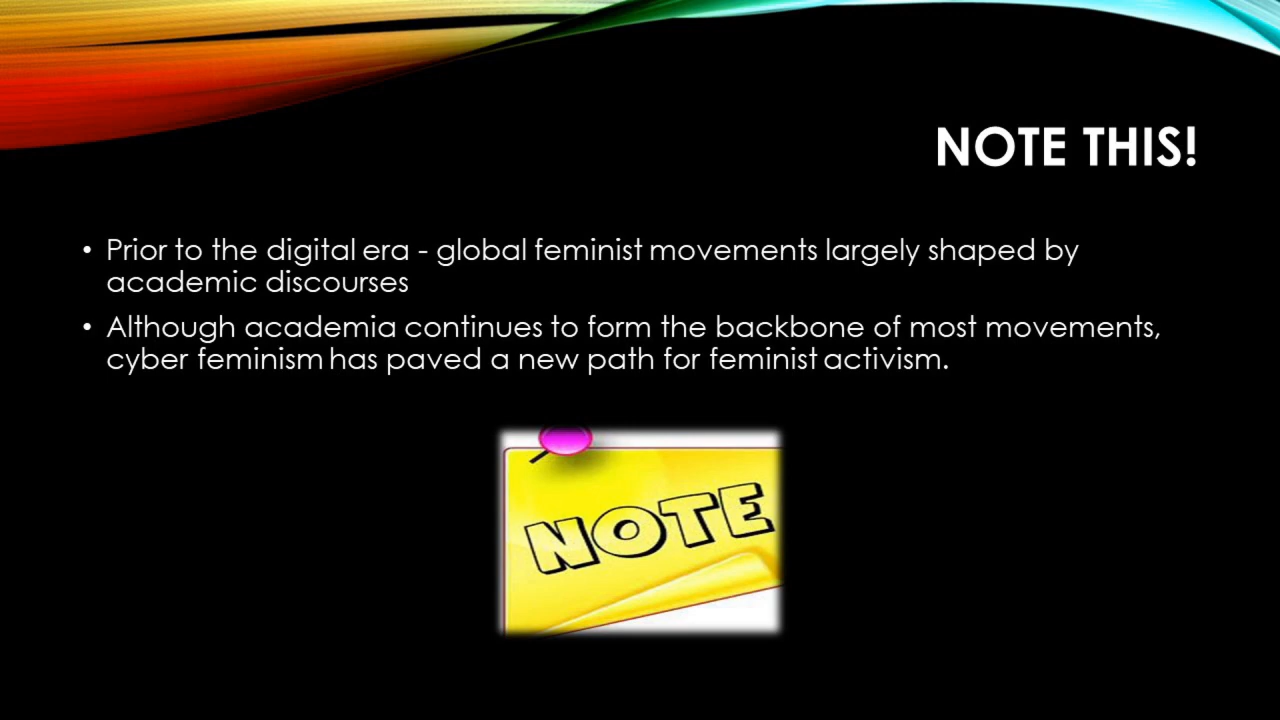 NOTE THIS!
• Prior to the digital era - global feminist movements largely shaped by
academic discourses
• Although academia continues to form the backbone of most movements,
cyber feminism has paved a new path for feminist activism.
NOTE